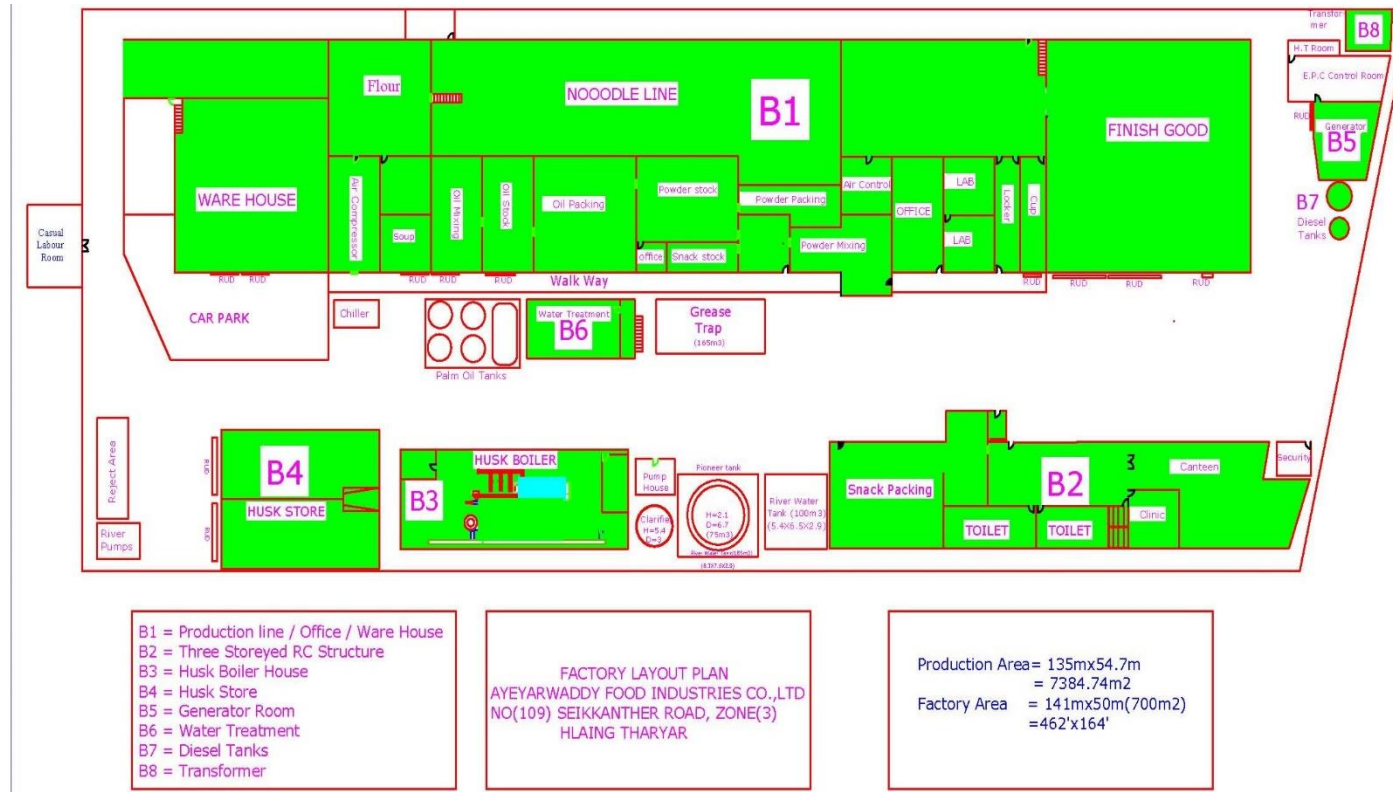 Transfor
mer
B8
H.T Room
E.P.C Control Room
RUD
Generator
B5
B7
Diesel
Tanks
Flour
NOOODLE LINE
B1
FINISH GOOD
WARE HOUSE
Air Compressor
Soup
Oil Mixing
Oil Stock
Oil Packing
Powder stock
office
Snack stock
Powder Packing
Powder Mixing
Air Control
OFFICE
LAB
LAB
Locker
Cup
Casual
Labour
Room
RUD
RUD
RUD
RUD
RUD
RUD
RUD
RUD
RUD
Walk Way
CAR PARK
Chiller
Palm Oil Tanks
Water Treatment
B6
Grease
Trap
(165m3)
Reject Area
River
Pumps
RUD
RUD
B4
HUSK STORE
HUSK BOILER
B3
Pump
House
Clarifie
H=5.4
D=3
Pioneer tank
H=2.1
D=6.7
(75m3)
River Water
Tank (100m3)
(5.4X6.5X2.9)
Snack Packing
B2
Canteen
Security
TOILET
TOILET
Clinic
B1 = Production line / Office / Ware House
B2 = Three Storeyed RC Structure
B3 = Husk Boiler House
B4 = Husk Store
B5 = Generator Room
B6 = Water Treatment
B7 = Diesel Tanks
B8 = Transformer
FACTORY LAYOUT PLAN
AYEYARWADDY FOOD INDUSTRIES CO.,LTD
NO(109) SEIKKANTHER ROAD, ZONE(3)
HLAING THARYAR
Production Area= 135mx54.7m
= 7384.74m2
Factory Area = 141mx50m(700m2)
=462'x164'